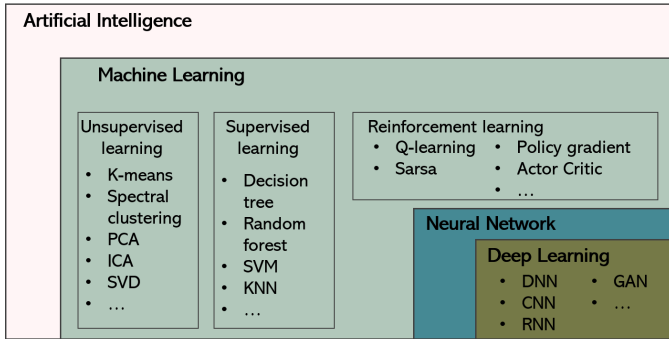 Artificial Intelligence
Machine Learning
Unsupervised
learning
• K-means
• Spectral
clustering
• PCA
• ICA
• SVD
• ...
Supervised
learning
• Decision
tree
• Random
forest
• SVM
• KNN
• ...
Reinforcement learning
• Q-learning
• Sarsa
• Policy gradient
• Actor Critic
• ...
Neural Network
Deep Learning
• DNN
• CNN
• RNN
• GAN
• ...